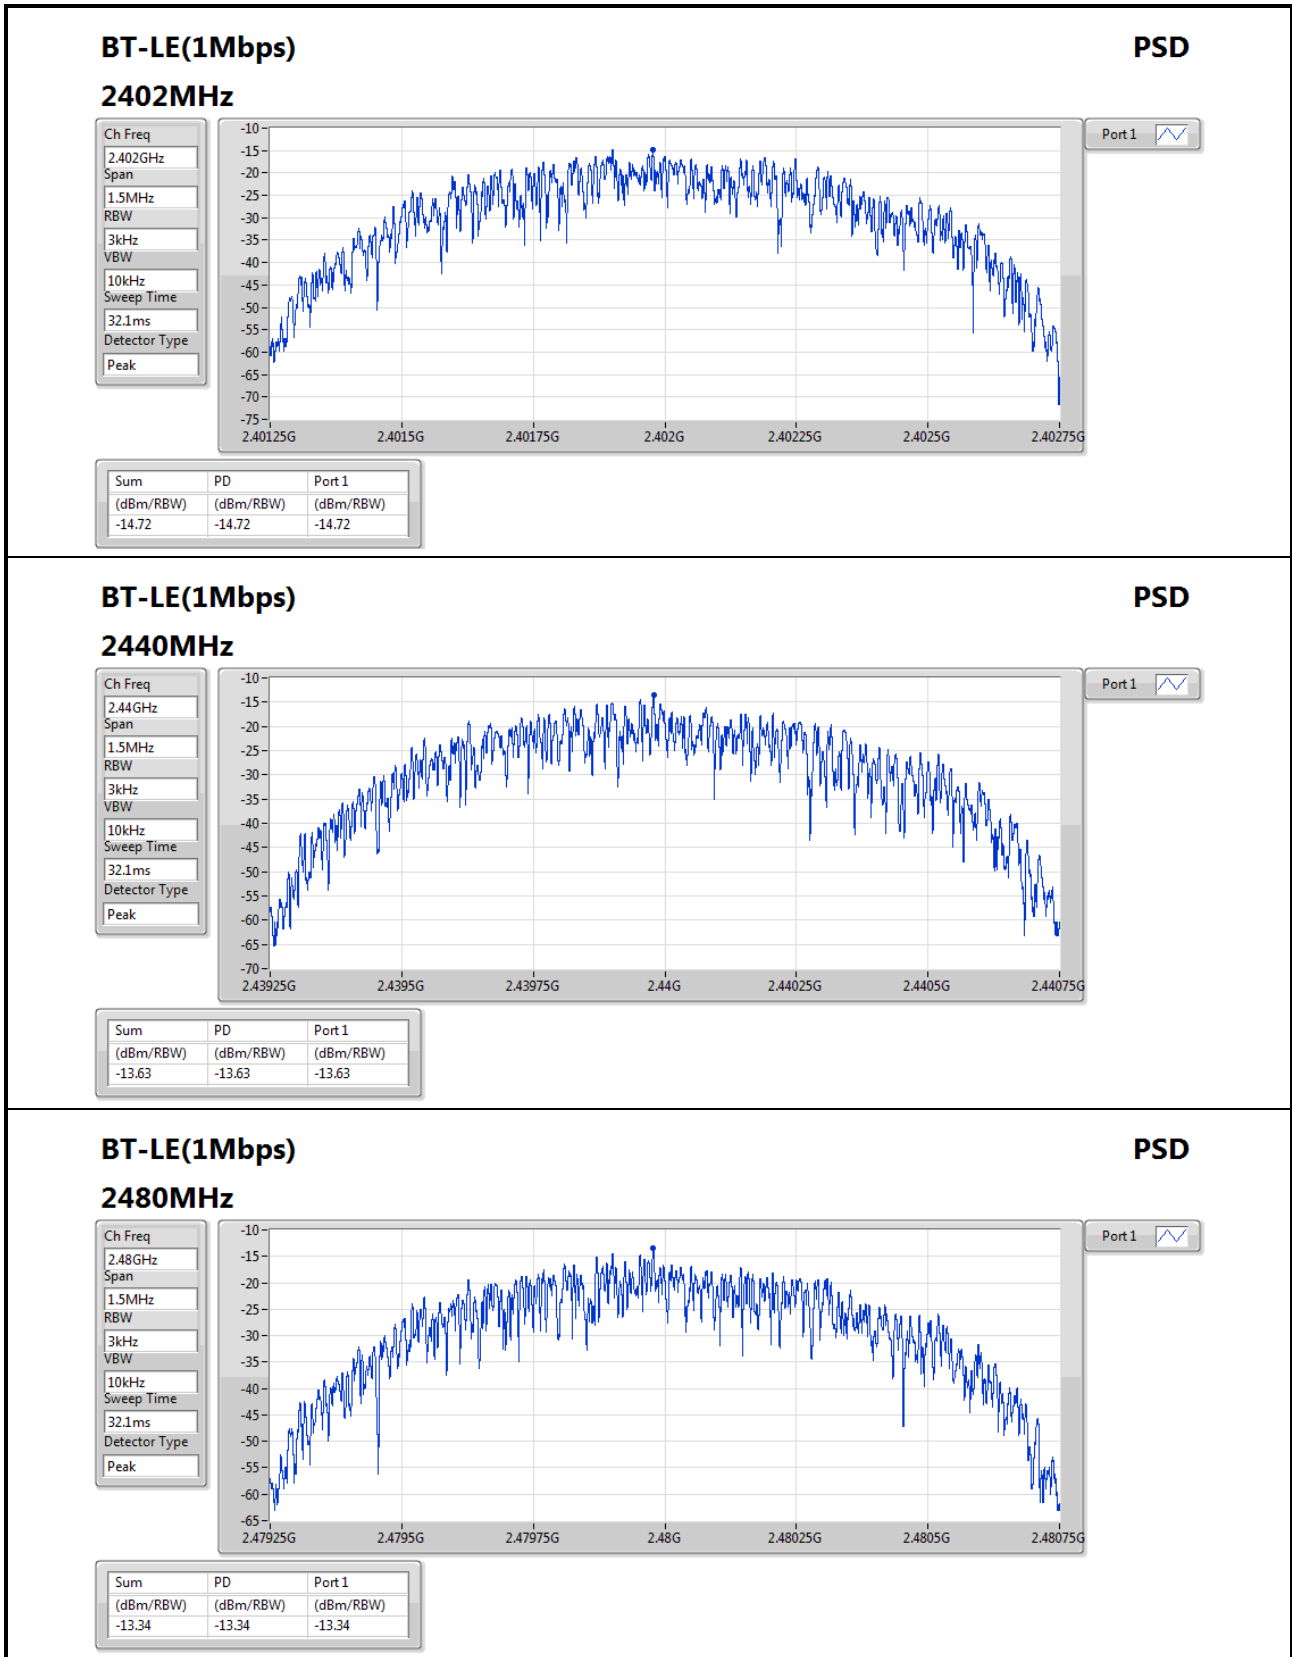 BT-LE(1Mbps)
PSD
2402MHz
Ch Freq
2.402GHz
Span
1.5MHz
RBW
3kHz
VBW
10kHz
Sweep Time
32.1ms
Detector Type
Peak
-10
-15
-20
-25
-30
-35
-40
-45
-50
-55
-60
-65
-70
-75
2.40125G 2.4015G 2.40175G 2.402G 2.40225G 2.4025G 2.40275G
Port 1
Sum PD Port 1
(dBm/RBW) (dBm/RBW) (dBm/RBW)
-14.72 -14.72 -14.72
BT-LE(1Mbps)
PSD
2440MHz
Ch Freq
2.44GHz
Span
1.5MHz
RBW
3kHz
VBW
10kHz
Sweep Time
32.1ms
Detector Type
Peak
-10
-15
-20
-25
-30
-35
-40
-45
-50
-55
-60
-65
-70
2.43925G 2.4395G 2.43975G 2.44G 2.44025G 2.4405G 2.44075G
Port 1
Sum PD Port 1
(dBm/RBW) (dBm/RBW) (dBm/RBW)
-13.63 -13.63 -13.63
BT-LE(1Mbps)
PSD
2480MHz
Ch Freq
2.48GHz
Span
1.5MHz
RBW
3kHz
VBW
10kHz
Sweep Time
32.1ms
Detector Type
Peak
-10
-15
-20
-25
-30
-35
-40
-45
-50
-55
-60
-65
2.47925G 2.4795G 2.47975G 2.48G 2.48025G 2.4805G 2.48075G
Port 1
Sum PD Port 1
(dBm/RBW) (dBm/RBW) (dBm/RBW)
-13.34 -13.34 -13.34